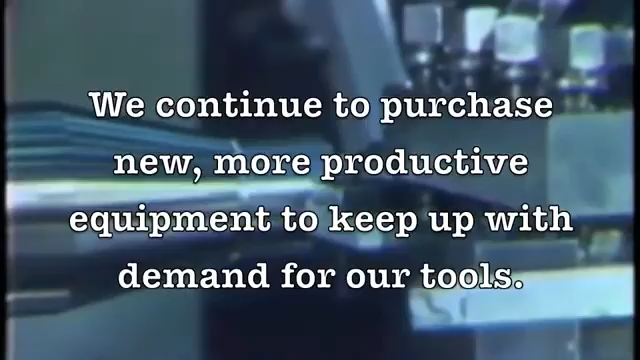 We continue to purchase
new, more productive
equipment to keep up with
demand for our tools.